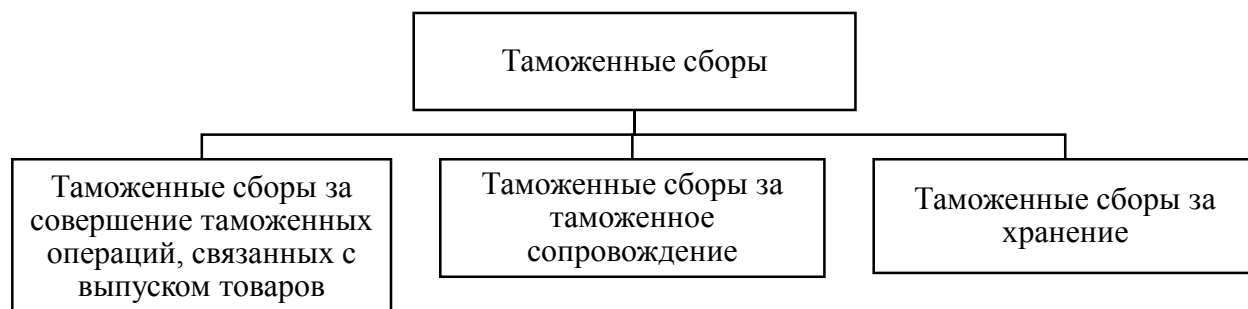 Таможенные сборы
Таможенные сборы за
совершение таможенных
операций, связанных с
выпуском товаров
Таможенные сборы за
таможенное
сопровождение
Таможенные сборы за
хранение